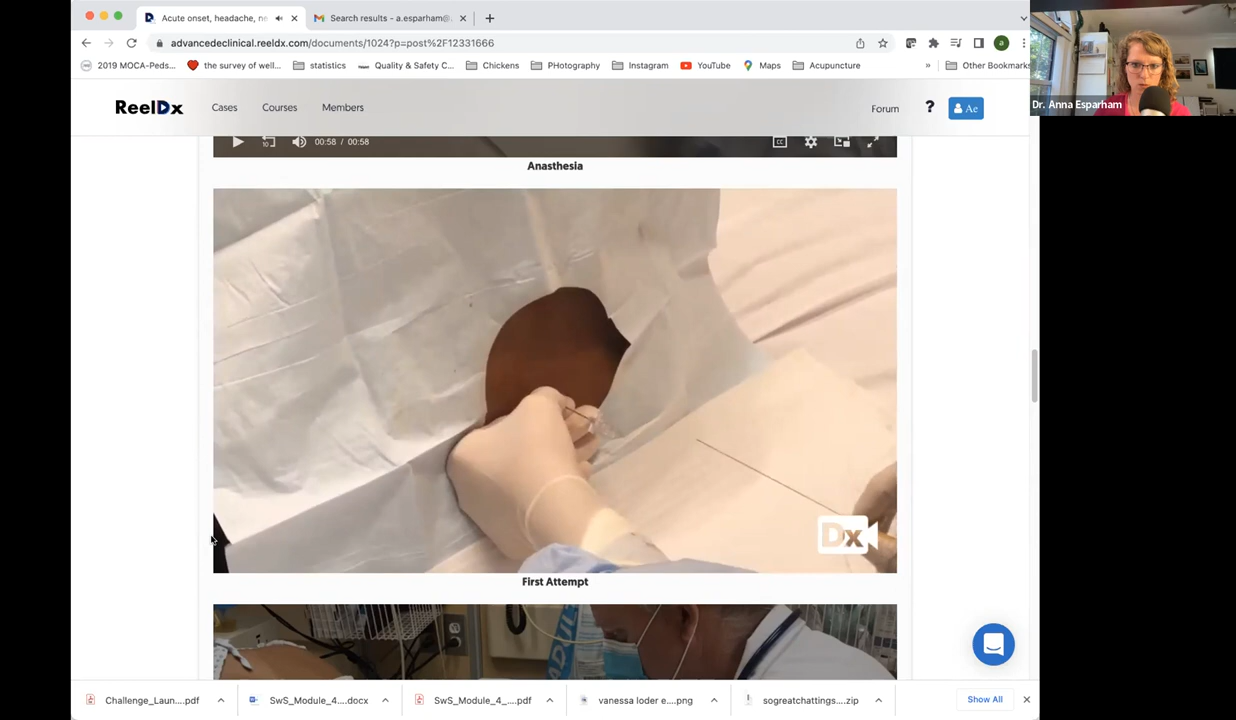 Acute onset, headache, ne
Search results - a.esparham@
advancedeclinical.reeldx.com/documents/1024?p=post%2F12331666
2019 MOCA-Peds... the survey of well... statistics Quality & Safety C... Chickens PHotography Instagram YouTube Maps Acupuncture » Other Bookmarks
Dr. Anna Esparham
ReelDx Cases Courses Members Forum ? Ae
10 00:58 / 00:58 CC
Anasthesia
Dx
First Attempt
Challenge_Laun....pdf SwS_Module_4....docx SwS_Module_4_....pdf vanessa loder e....png sogreatchattings....zip Show All